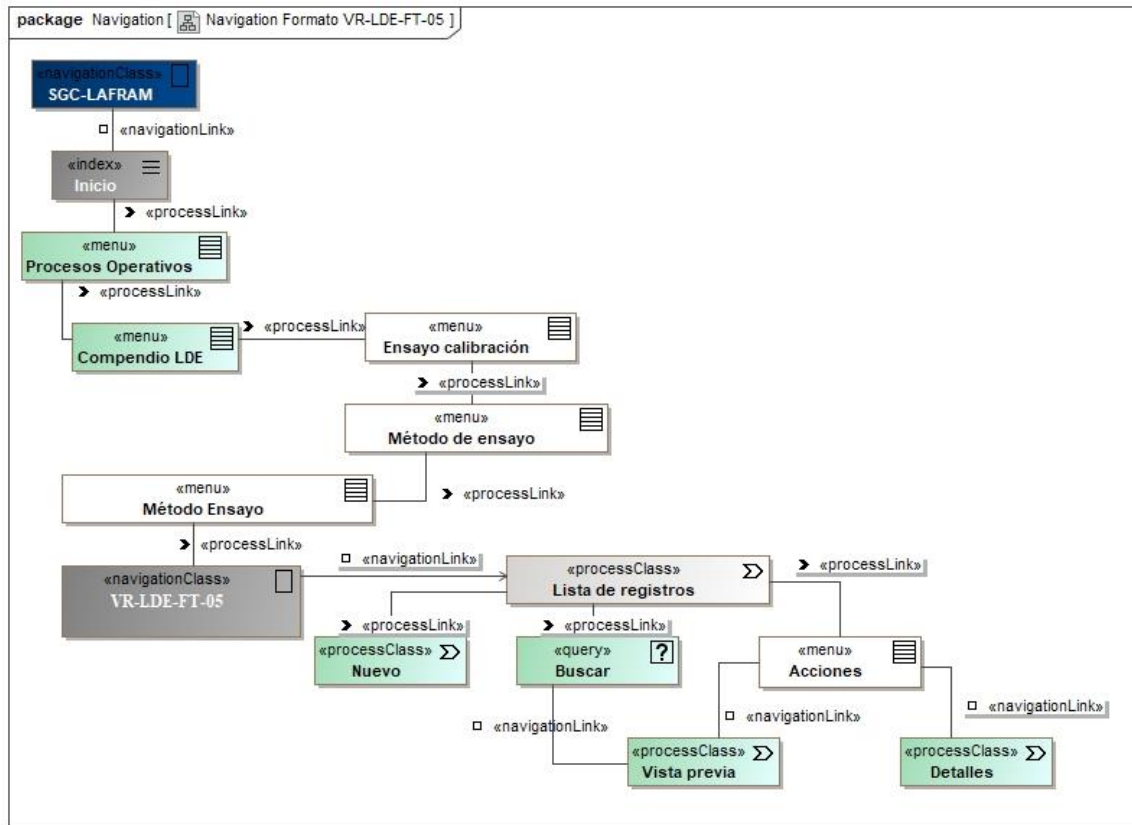 package Navigation [ Navigation Formato VR-LDE-FT-05 ]
«navigationClass»
SGC-LAFRAM
«navigationLink»
«index»
Inicio
«processLink»
«menu»
Procesos Operativos
«processLink»
«menu»
Compendio LDE
«processLink»
«menu»
Ensayo calibración
«processLink»
«menu»
Método de ensayo
«processLink»
«menu»
Método Ensayo
«processLink»
«navigationClass»
VR-LDE-FT-05
«navigationLink»
«processClass»
Lista de registros
«processLink»
«processLink»
«processClass»
Nuevo
«processLink»
«query»
?
Buscar
«menu»
Acciones
«navigationLink»
«navigationLink»
«navigationLink»
«processClass»
Vista previa
«processClass»
Detalles